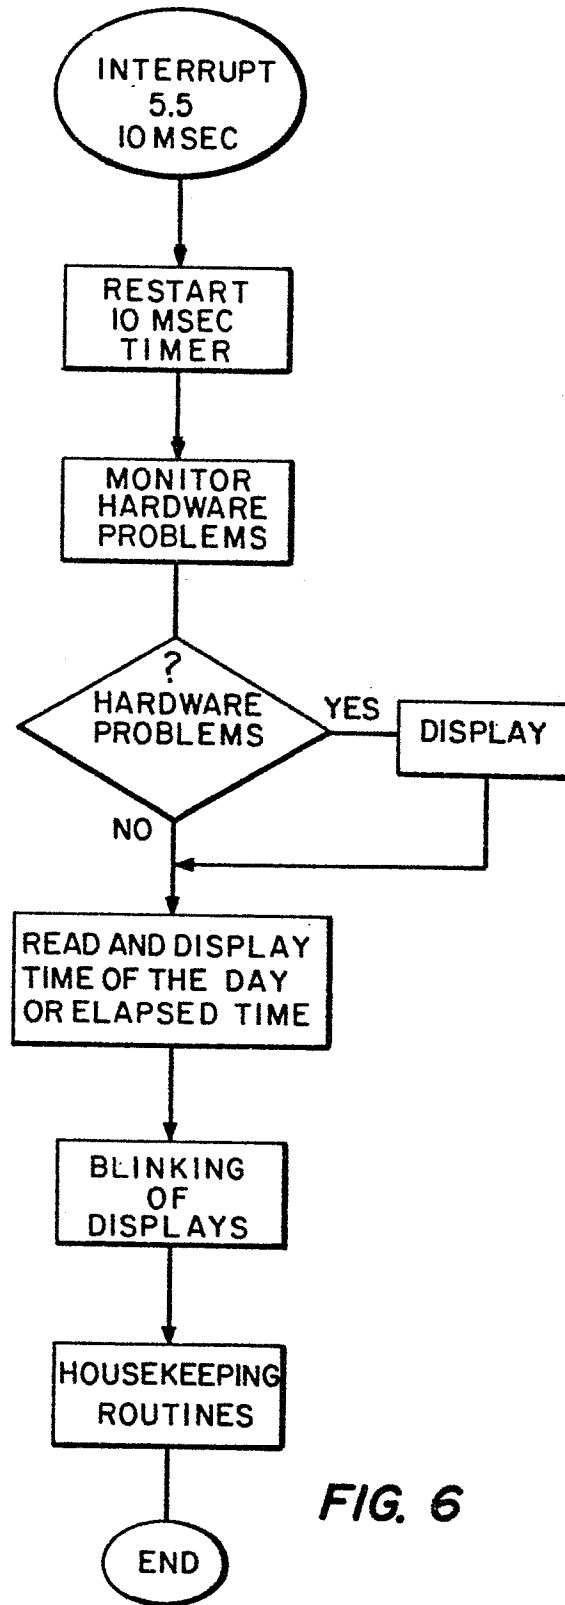 INTERRUPT
5.5
10 MSEC
RESTART
10 MSEC
TIMER
MONITOR
HARDWARE
PROBLEMS
?
HARDWARE
PROBLEMS
YES
DISPLAY
NO
READ AND DISPLAY
TIME OF THE DAY
OR ELAPSED TIME
BLINKING
OF
DISPLAYS
HOUSEKEEPING
ROUTINES
FIG. 6
END